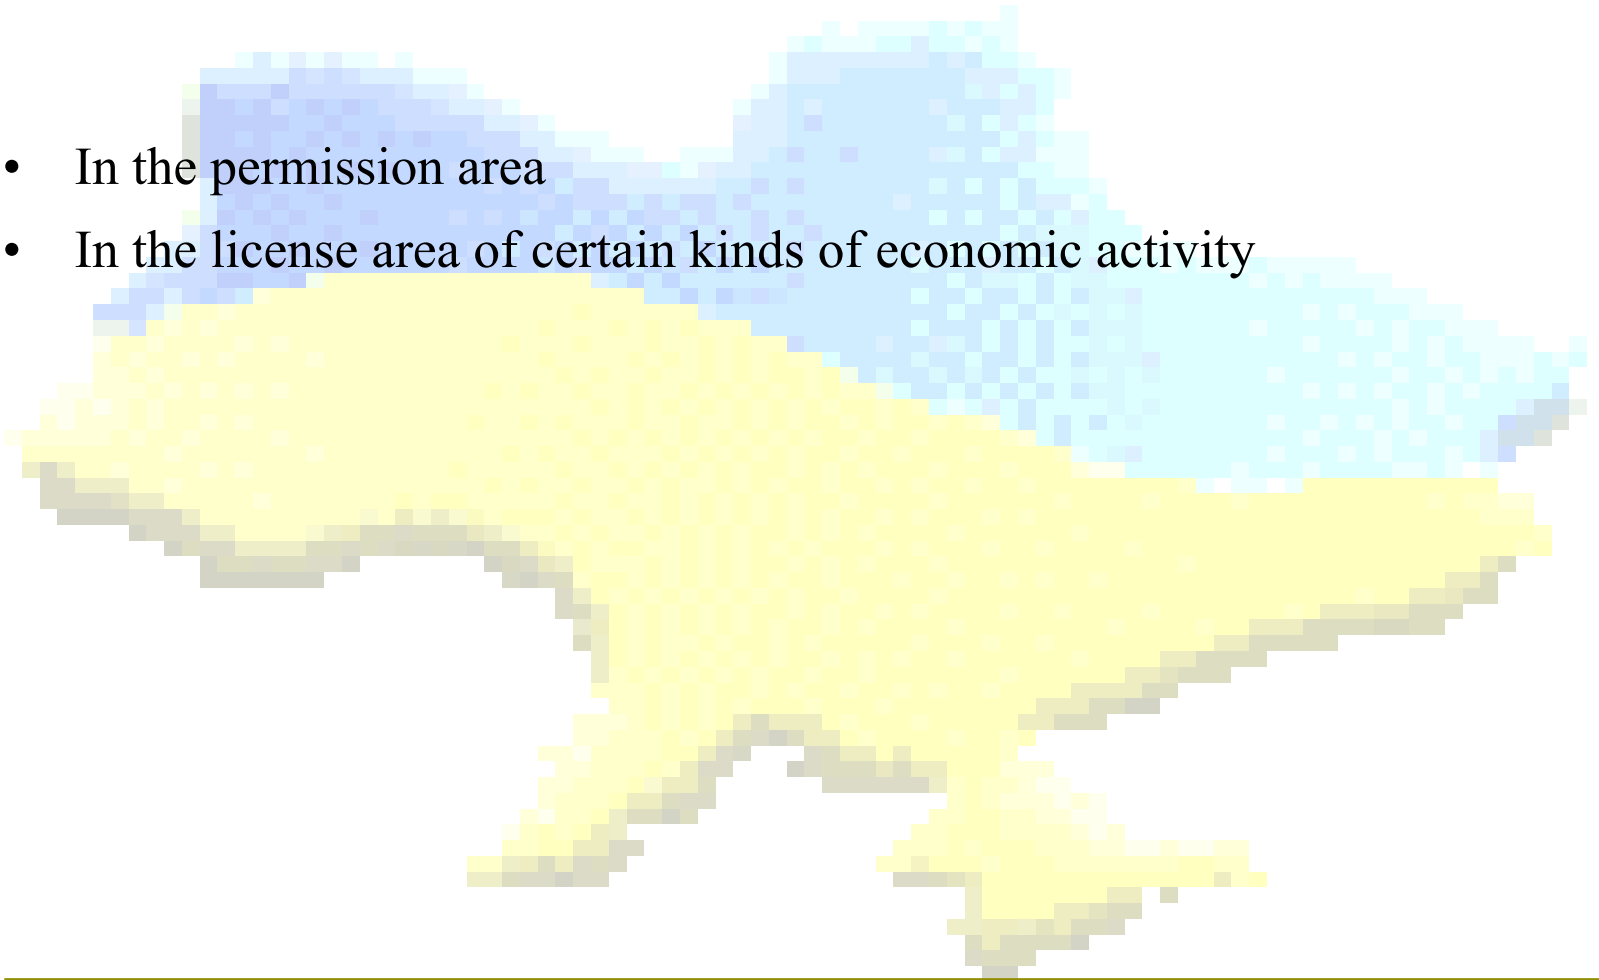 • In the permission area
• In the license area of certain kinds of economic activity